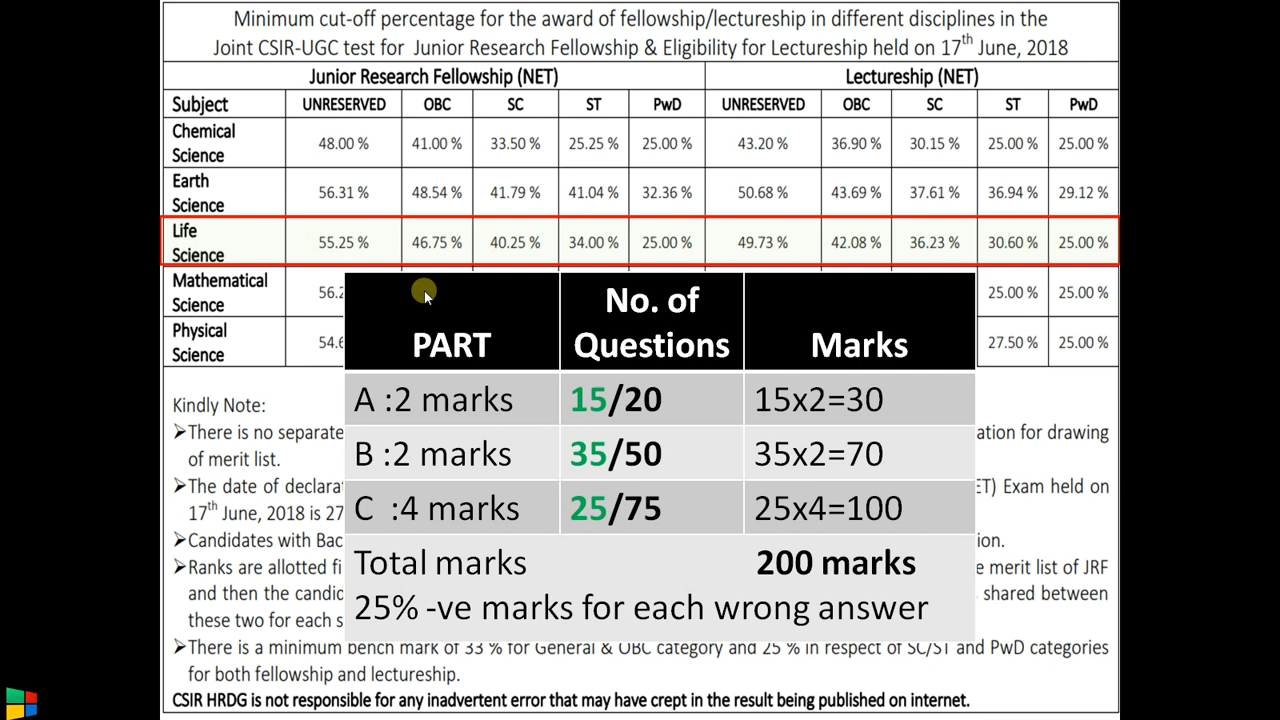 Minimum cut-off percentage for the award of fellowship/lectureship in different disciplines in the
Joint CSIR-UGC test for Junior Research Fellowship & Eligibility for Lectureship held on 17th June, 2018
Junior Research Fellowship (NET) Lectureship (NET)
Subject UNRESERVED OBC SC ST PwD UNRESERVED OBC SC ST PwD
Chemical
Science 48.00 % 41.00 % 33.50 % 25.25 % 25.00 % 43.20 % 36.90 % 30.15 % 25.00 % 25.00 %
Earth
Science 56.31 % 48.54 % 41.79 % 41.04 % 32.36 % 50.68 % 43.69 % 37.61 % 36.94 % 29.12 %
Life
Science 55.25 % 46.75 % 40.25 % 34.00 % 25.00 % 49.73 % 42.08 % 36.23 % 30.60 % 25.00 %
Mathematical
Science 56.2 25.00 % 25.00 %
Physical
Science 54.6 27.50 % 25.00 %
PART No. of Questions Marks
A :2 marks 15/20 15x2=30
B :2 marks 35/50 35x2=70
C :4 marks 25/75 25x4=100
Total marks 200 marks
25% -ve marks for each wrong answer
Kindly Note:
➢There is no separate ation for drawing
of merit list.
➢The date of declara ET) Exam held on
17th June, 2018 is 27
➢Candidates with Bac ion.
➢Ranks are allotted fi e merit list of JRF
and then the candid shared between
these two for each s
➢There is a minimum bench mark of 33 % for General & OBC category and 25 % in respect of SC/ST and PwD categories
for both fellowship and lectureship.
CSIR HRDG is not responsible for any inadvertent error that may have crept in the result being published on internet.